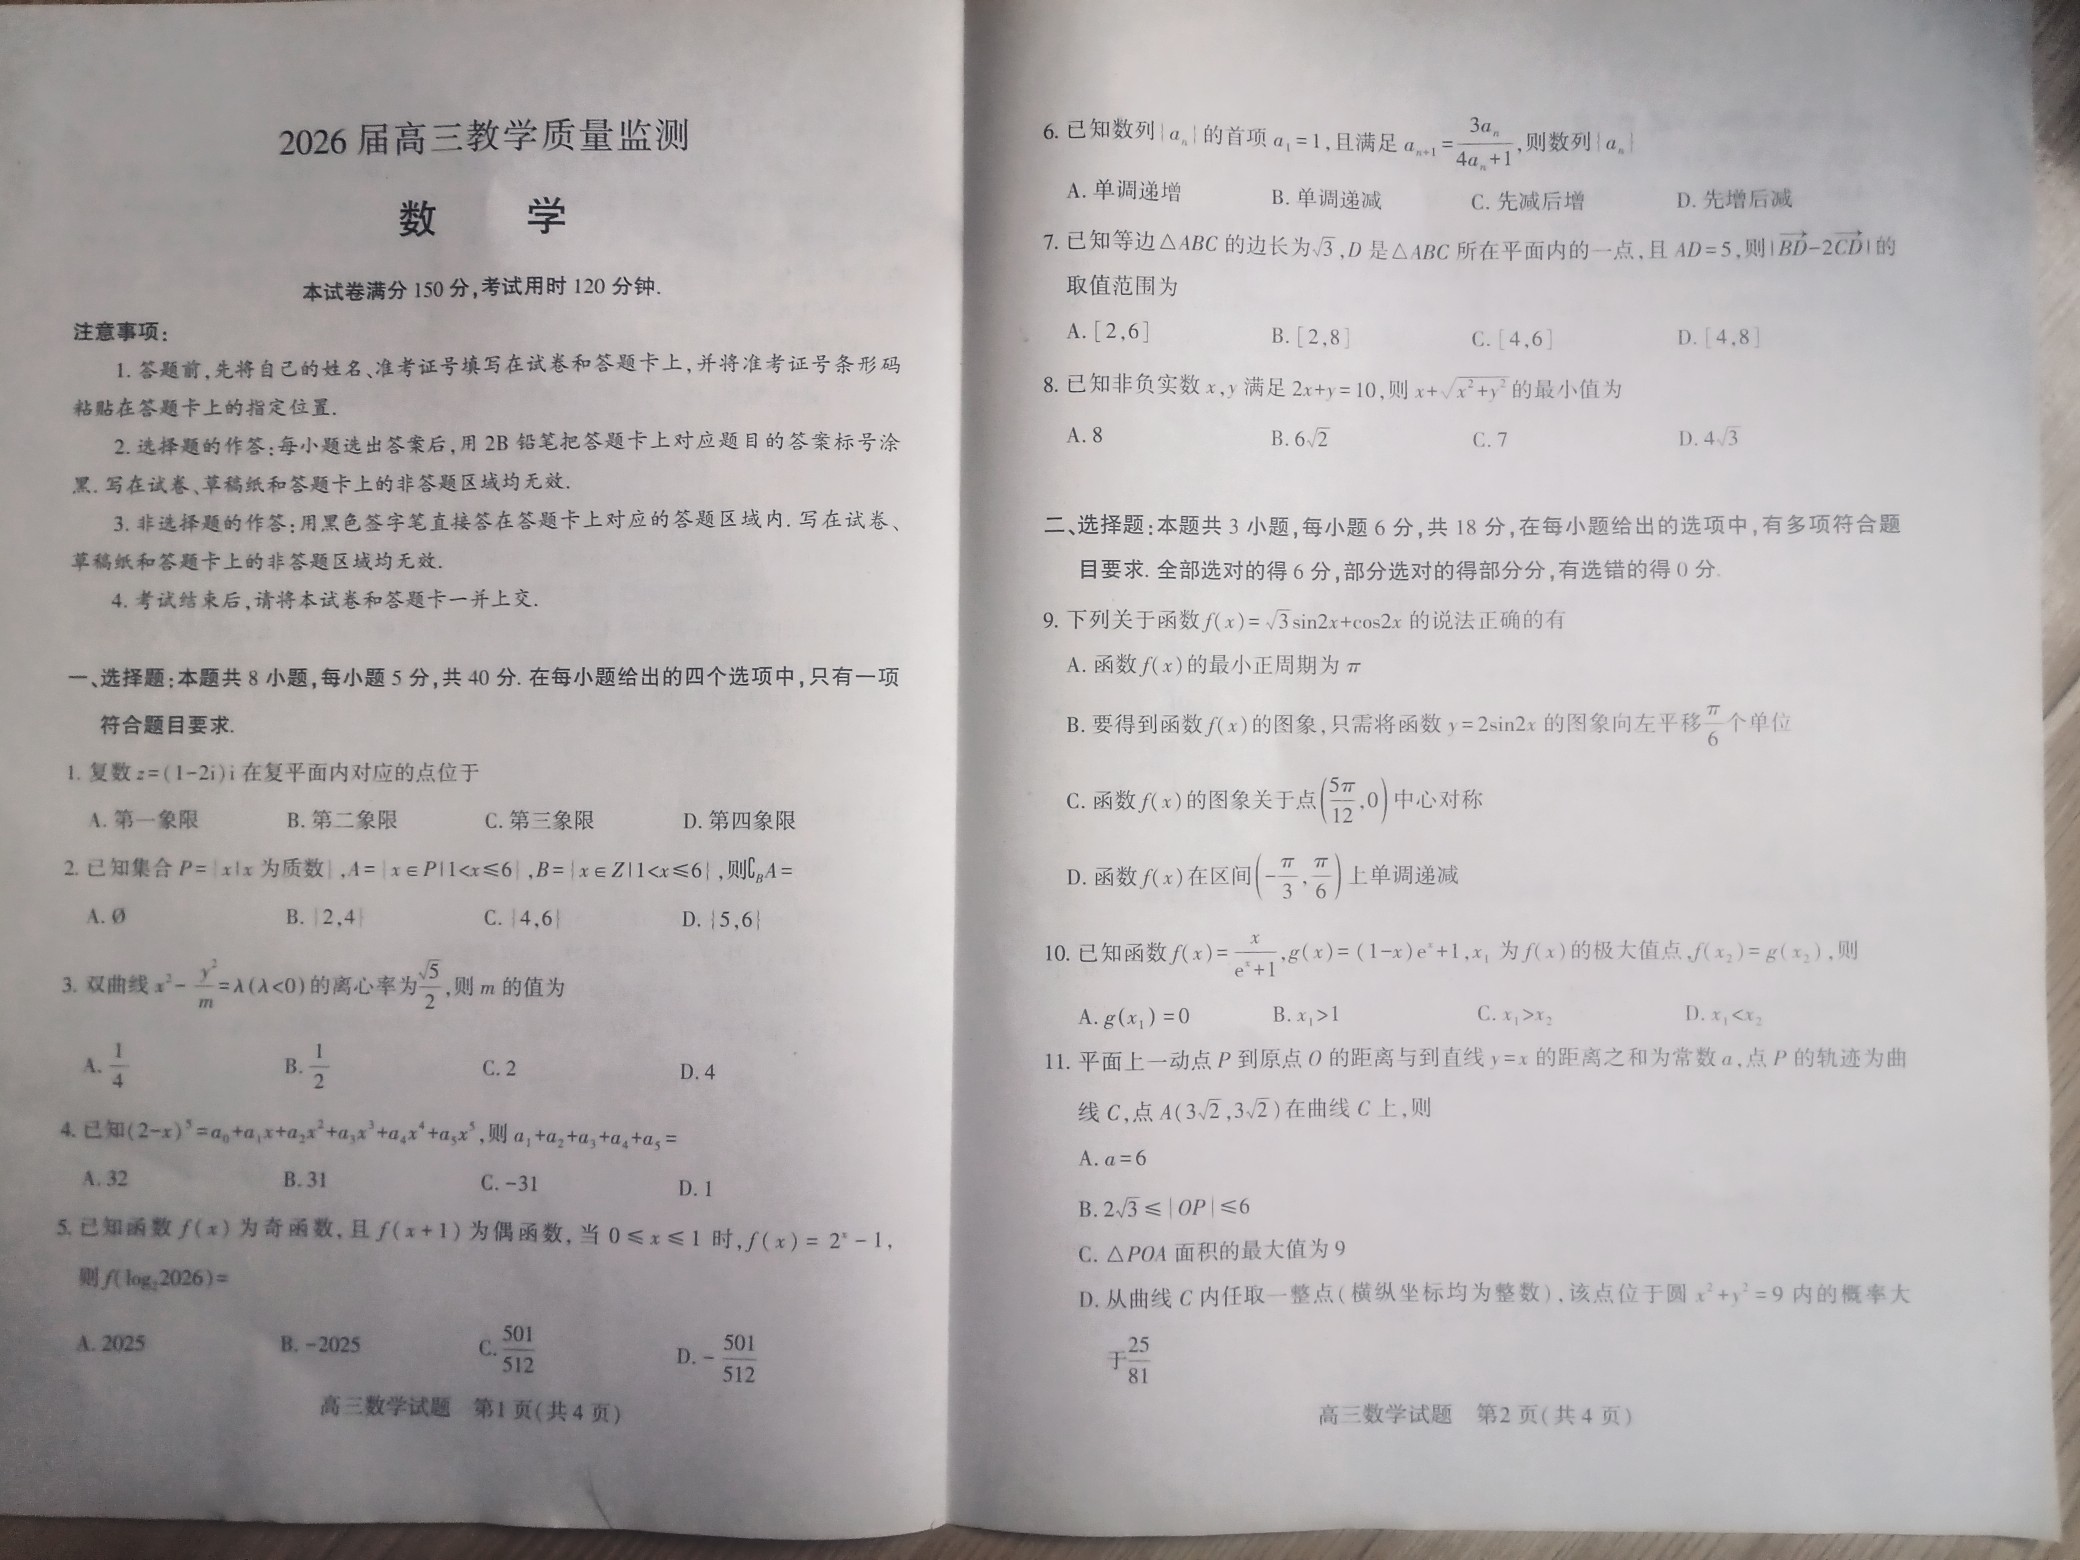 2026届高三教学质量监测
数 学
本试卷满分150分,考试用时120分钟.
注意事项:
1. 答题前,先将自己的姓名、准考证号填写在试卷和答题卡上,并将准考证号条形码
粘贴在答题卡上的指定位置.
2. 选择题的作答:每小题选出答案后,用2B铅笔把答题卡上对应题目的答案标号涂
黑. 写在试卷、草稿纸和答题卡上的非答题区域均无效.
3. 非选择题的作答:用黑色签字笔直接答在答题卡上对应的答题区域内. 写在试卷、
草稿纸和答题卡上的非答题区域均无效.
4. 考试结束后,请将本试卷和答题卡一并上交.
一、选择题:本题共8小题,每小题5分,共40分. 在每小题给出的四个选项中,只有一项
符合题目要求.
1. 复数z=(1-2i)i在复平面内对应的点位于
A. 第一象限 B. 第二象限 C. 第三象限 D. 第四象限
2. 已知集合P={x|x为质数},A={x∈P|1<x≤6},B={x∈Z|1<x≤6},则∁_BA=
A. ∅ B. {2,4} C. {4,6} D. {5,6}
3. 双曲线x²-y²/m=λ(λ<0)的离心率为√5/2,则m的值为
A. 1/4 B. 1/2 C. 2 D. 4
4. 已知(2-x)⁵=a₀+a₁x+a₂x²+a₃x³+a₄x⁴+a₅x⁵,则a₁+a₂+a₃+a₄+a₅=
A. 32 B. 31 C. -31 D. 1
5. 已知函数f(x)为奇函数,且f(x+1)为偶函数,当0≤x≤1时,f(x)=2ˣ-1,
则f(log₂2026)=
A. 2025 B. -2025 C. 501/512 D. -501/512
高三数学试题 第1页(共4页)
6. 已知数列{aₙ}的首项a₁=1,且满足aₙ₊₁=3aₙ/(4aₙ+1),则数列{aₙ}
A. 单调递增 B. 单调递减 C. 先减后增 D. 先增后减
7. 已知等边△ABC的边长为√3,D是△ABC所在平面内的一点,且AD=5,则|BD→-2CD→|的
取值范围为
A. [2,6] B. [2,8] C. [4,6] D. [4,8]
8. 已知非负实数x,y满足2x+y=10,则x+√(x²+y²)的最小值为
A. 8 B. 6√2 C. 7 D. 4√3
二、选择题:本题共3小题,每小题6分,共18分,在每小题给出的选项中,有多项符合题
目要求. 全部选对的得6分,部分选对的得部分分,有选错的得0分.
9. 下列关于函数f(x)=√3sin2x+cos2x的说法正确的有
A. 函数f(x)的最小正周期为π
B. 要得到函数f(x)的图象,只需将函数y=2sin2x的图象向左平移π/6个单位
C. 函数f(x)的图象关于点(5π/12,0)中心对称
D. 函数f(x)在区间(-π/3,π/6)上单调递减
10. 已知函数f(x)=x/(eˣ+1),g(x)=(1-x)eˣ+1,x₁为f(x)的极大值点,f(x₂)=g(x₂),则
A. g(x₁)=0 B. x₁>1 C. x₁>x₂ D. x₁<x₂
11. 平面上一动点P到原点O的距离与到直线y=x的距离之和为常数a,点P的轨迹为曲
线C,点A(3√2,3√2)在曲线C上,则
A. a=6
B. 2√3≤|OP|≤6
C. △POA面积的最大值为9
D. 从曲线C内任取一整点(横纵坐标均为整数),该点位于圆x²+y²=9内的概率大
于25/81
高三数学试题 第2页(共4页)